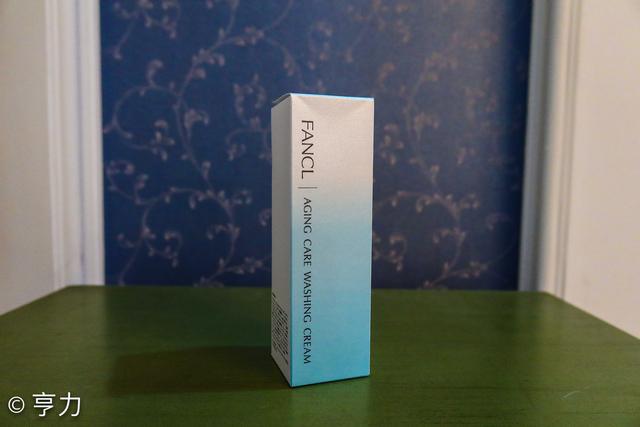 FANCL | AGING CARE WASHING CREAM
© 亨力